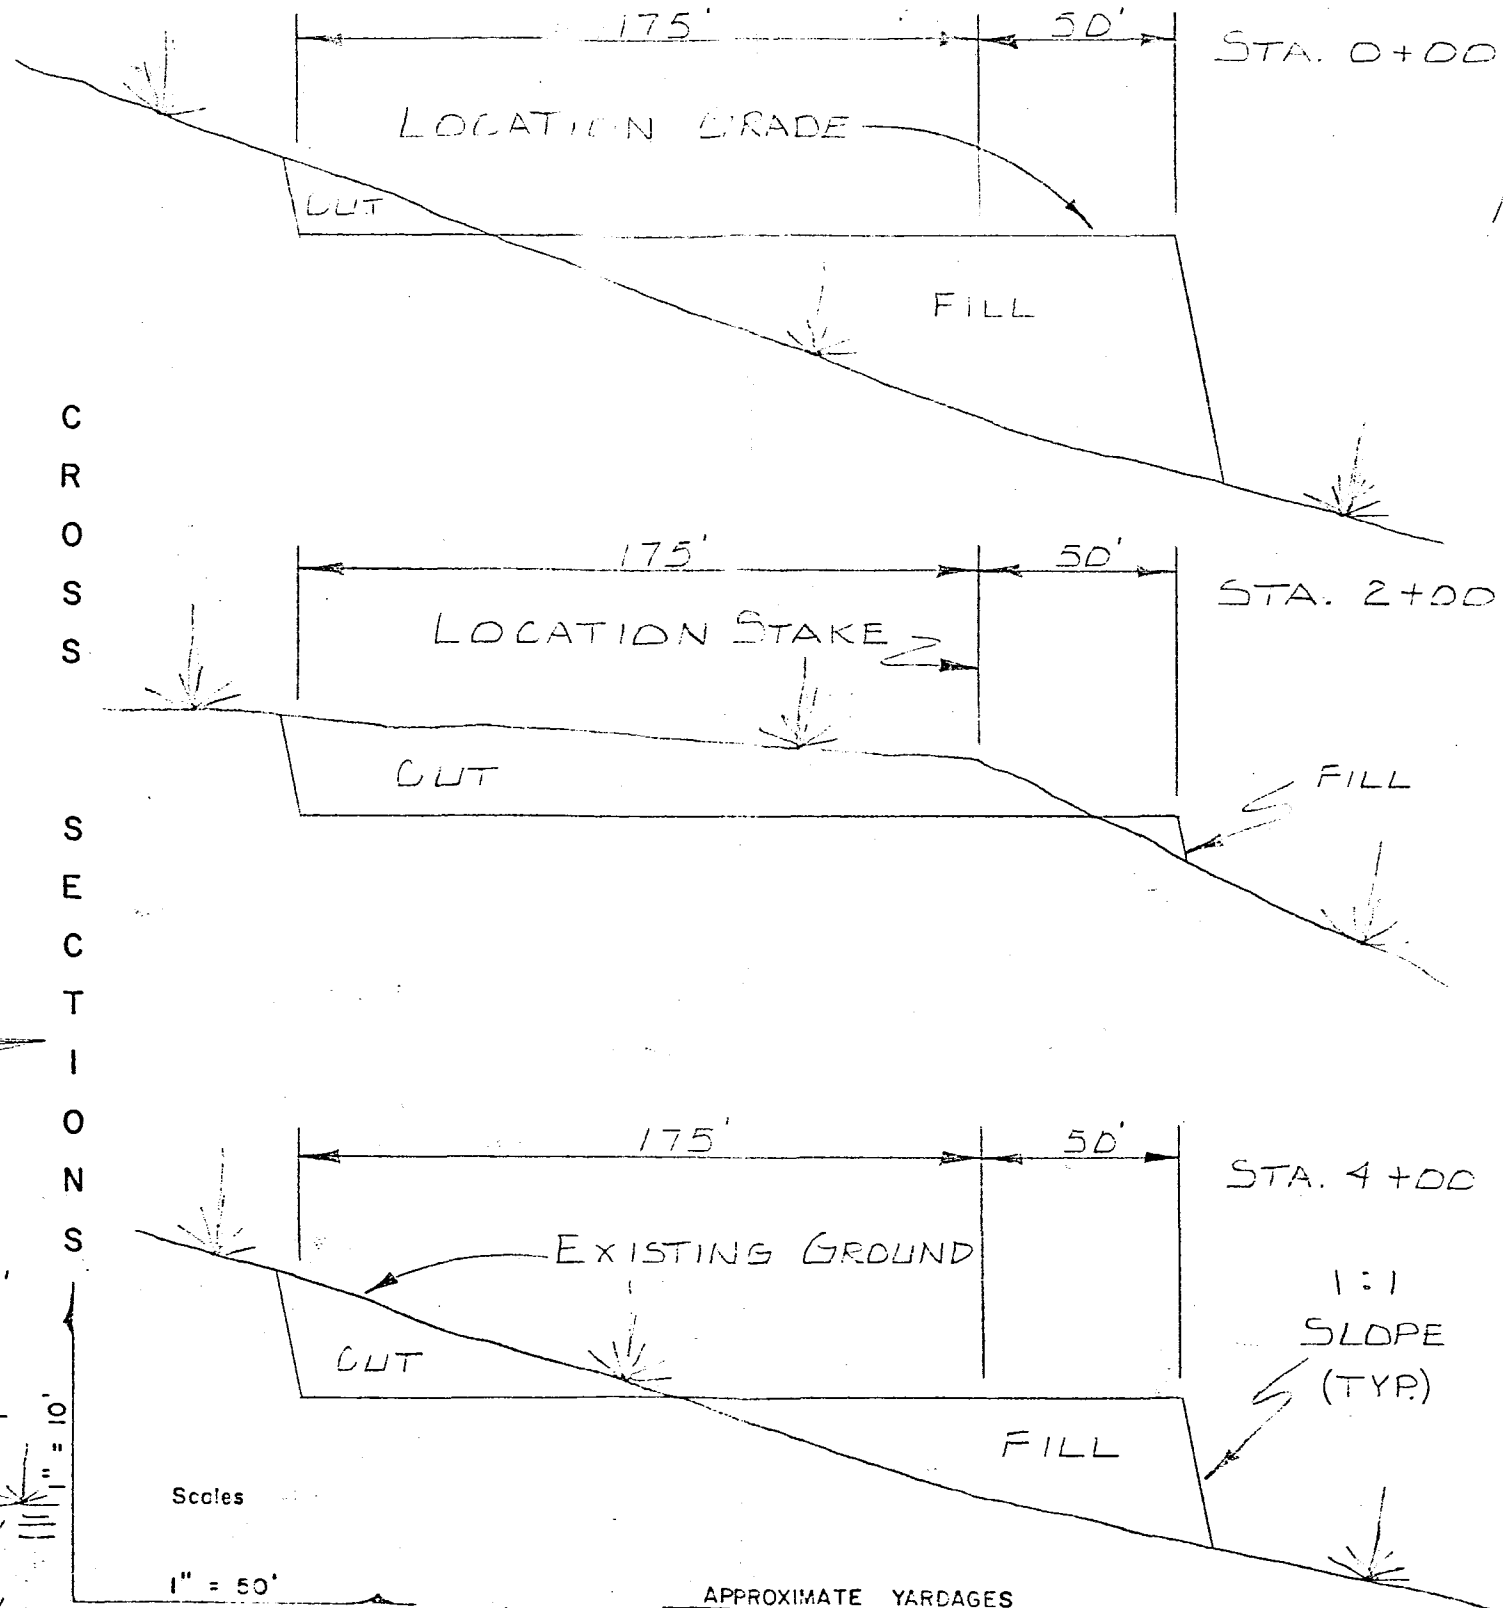 175'
50'
STA. 0+00
LOCATION GRADE
CUT
FILL
CROSS SECTIONS
175'
50'
STA. 2+00
LOCATION STAKE
CUT
FILL
175'
50'
STA. 4+00
EXISTING GROUND
1:1
SLOPE
(TYP.)
CUT
FILL
1" = 10'
Scales
1" = 50'
APPROXIMATE YARDAGES